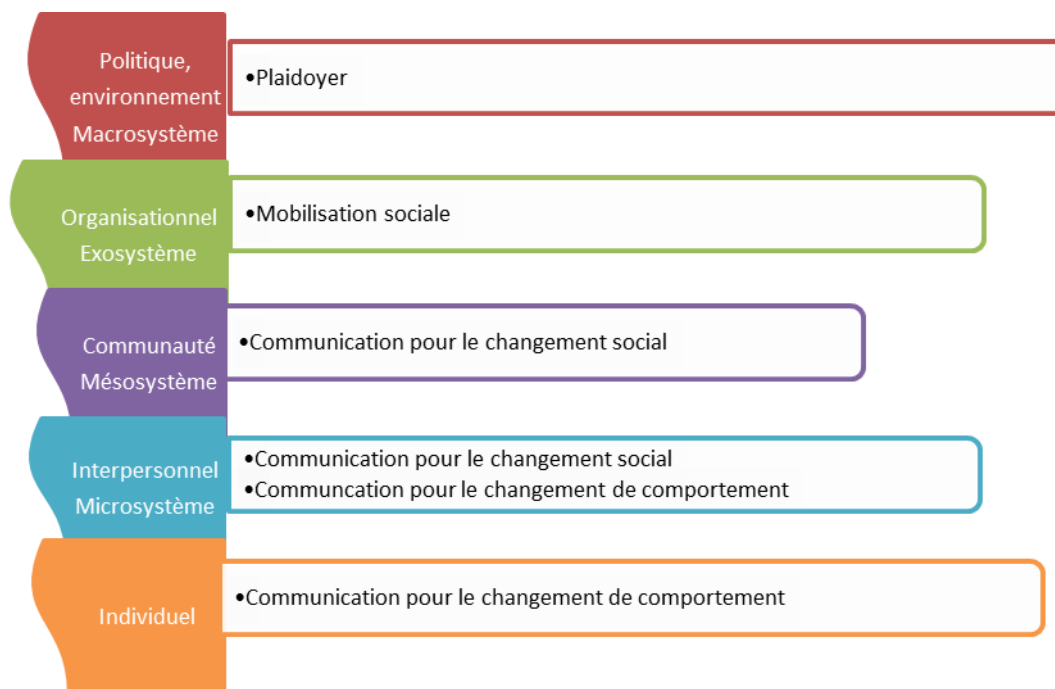 Politique,
environnement
Macrosystème
•Plaidoyer
Organisationnel
Exosystème
•Mobilisation sociale
Communauté
Mésosystème
•Communication pour le changement social
Interpersonnel
Microsystème
•Communication pour le changement social
•Communcation pour le changement de comportement
Individuel
•Communication pour le changement de comportement